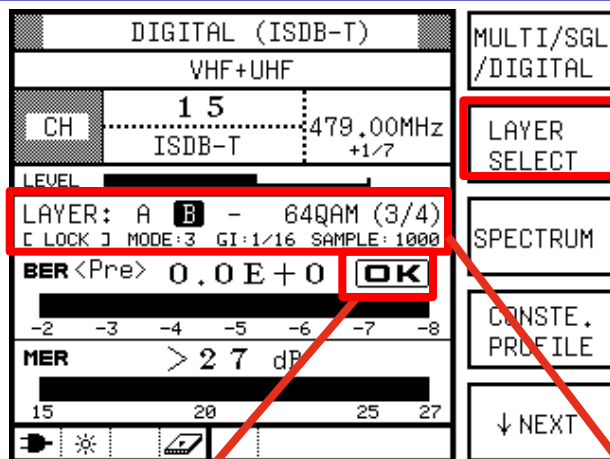 DIGITAL (ISDB-T)
VHF+UHF
CH
15
ISDB-T
479.00MHz
+1/7
LEVEL
LAYER: A B - 64QAM (3/4)
[ LOCK ] MODE:3 GI:1/16 SAMPLE:1000
BER <Pre> 0.0E+0 OK
-2 -3 -4 -5 -6 -7 -8
MER >27 dB
15 20 25 27
MULTI/SGL
/DIGITAL
LAYER
SELECT
SPECTRUM
CONSTE.
PROFILE
↓NEXT